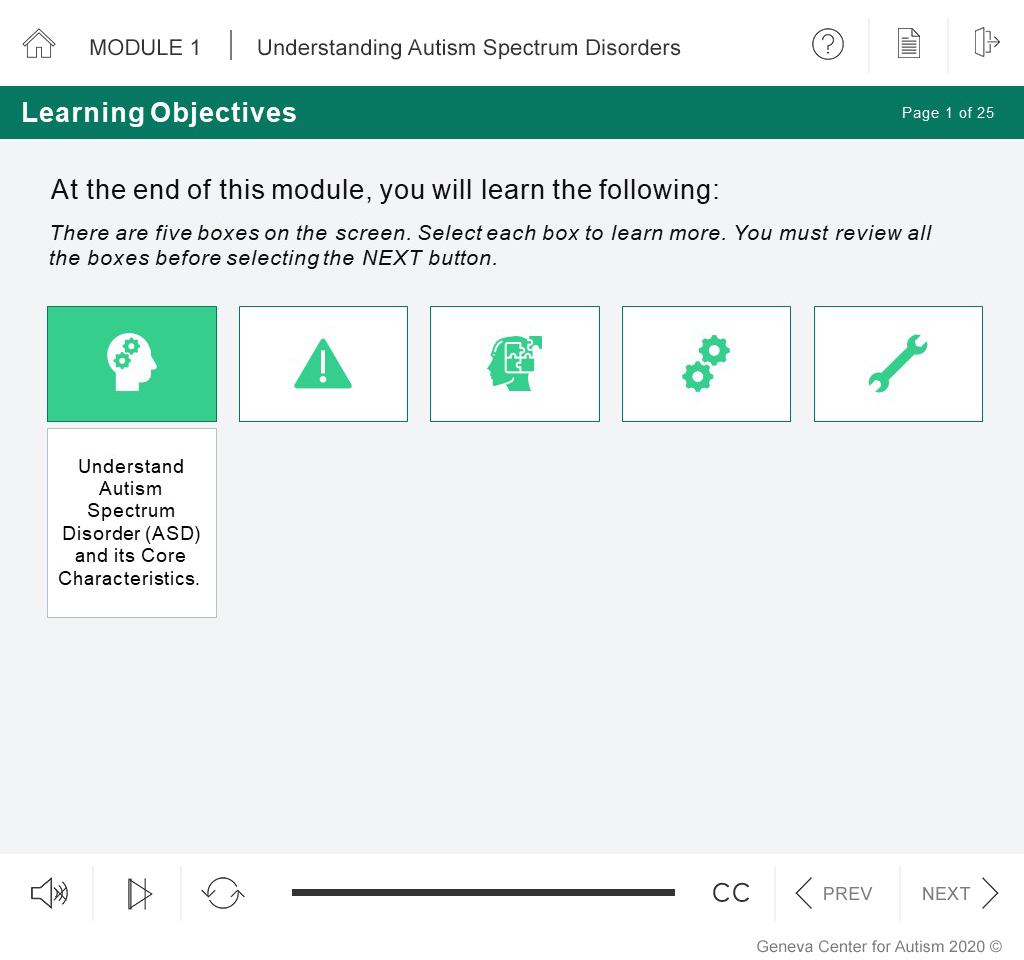 MODULE 1
Understanding Autism Spectrum Disorders
Learning Objectives
Page 1 of 25
At the end of this module, you will learn the following:
There are five boxes on the screen. Select each box to learn more. You must review all
the boxes before selecting the NEXT button.
Understand
Autism
Spectrum
Disorder (ASD)
and its Core
Characteristics.
CC
PREV
NEXT
Geneva Center for Autism 2020 ©